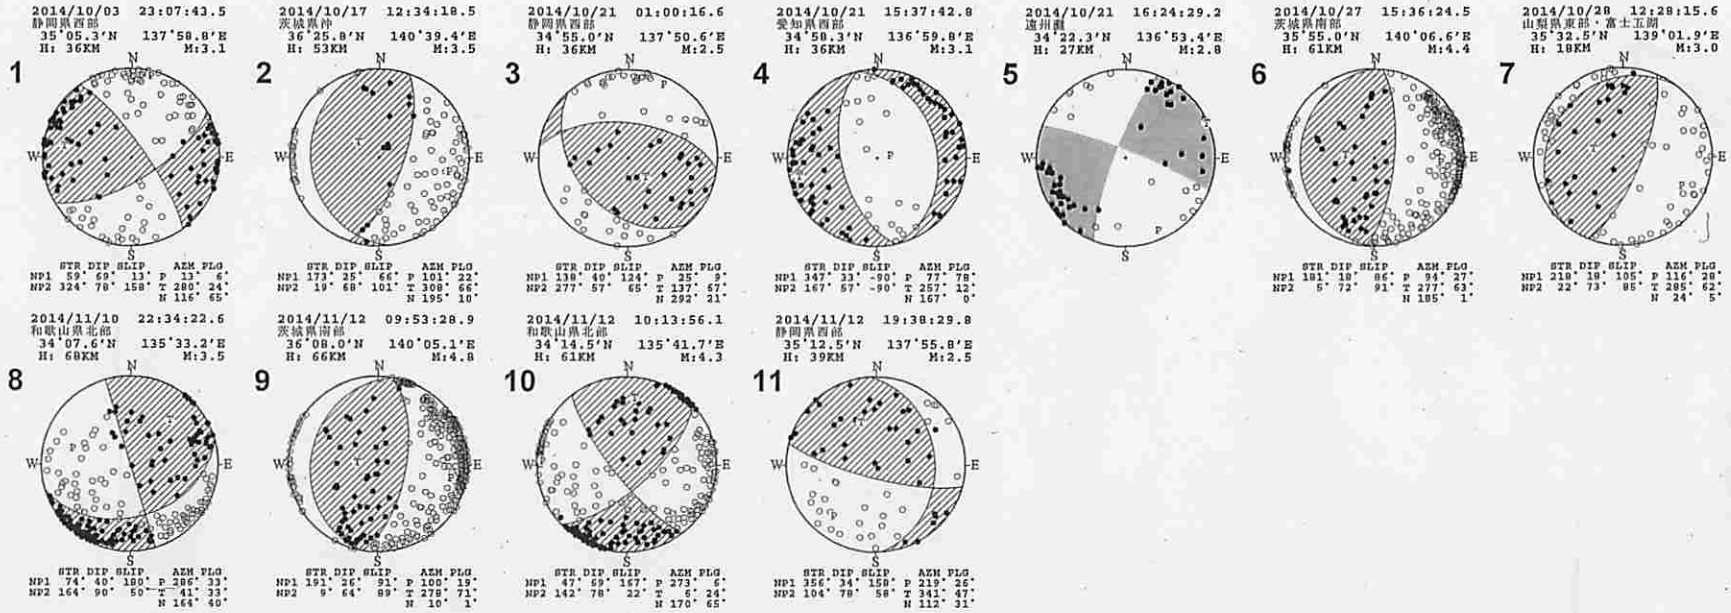 2014/10/03 23:07:43.5
静岡県西部
35°05.3'N 137°58.8'E
H: 36KM M:3.1
1
N
W
E
S
T
P
STR DIP SLIP AZM PLG
NP1 59° 69° 13° P 13° 6°
NP2 324° 78° 158° T 280° 24°
N 116° 65°
2014/10/17 12:34:18.5
茨城県沖
36°25.8'N 140°39.4'E
H: 53KM M:3.5
2
N
W
E
S
T
P
STR DIP SLIP AZM PLG
NP1 173° 25° 66° P 101° 22°
NP2 19° 68° 101° T 308° 66°
N 195° 10°
2014/10/21 01:00:16.6
静岡県西部
34°55.0'N 137°50.6'E
H: 36KM M:2.5
3
N
W
E
S
P
T
STR DIP SLIP AZM PLG
NP1 138° 40° 124° P 25° 9°
NP2 277° 57° 65° T 137° 67°
N 292° 21°
2014/10/21 15:37:42.8
愛知県西部
34°58.3'N 136°59.8'E
H: 36KM M:3.1
4
N
W
E
S
P
T
STR DIP SLIP AZM PLG
NP1 347° 33° -90° P 77° 78°
NP2 167° 57° -90° T 257° 12°
N 167° 0°
2014/10/21 16:24:29.2
遠州灘
34°22.3'N 136°53.4'E
H: 27KM M:2.8
5
N
W
E
S
T
P
2014/10/27 15:36:24.5
茨城県南部
35°55.0'N 140°06.6'E
H: 61KM M:4.4
6
N
W
E
S
T
P
STR DIP SLIP AZM PLG
NP1 181° 18° 86° P 94° 27°
NP2 5° 72° 91° T 277° 63°
N 185° 1°
2014/10/28 12:28:15.6
山梨県東部・富士五湖
35°32.5'N 139°01.9'E
H: 18KM M:3.0
7
N
W
E
S
T
P
STR DIP SLIP AZM PLG
NP1 218° 18° 105° P 116° 28°
NP2 22° 73° 85° T 285° 62°
N 24° 5°
2014/11/10 22:34:22.6
和歌山県北部
34°07.6'N 135°33.2'E
H: 68KM M:3.5
8
N
W
E
S
T
P
STR DIP SLIP AZM PLG
NP1 74° 40° 180° P 286° 33°
NP2 164° 90° 50° T 41° 33°
N 164° 40°
2014/11/12 09:53:28.9
茨城県南部
36°08.0'N 140°05.1'E
H: 66KM M:4.8
9
N
W
E
S
T
P
STR DIP SLIP AZM PLG
NP1 191° 26° 91° P 100° 19°
NP2 9° 64° 89° T 278° 71°
N 10° 1°
2014/11/12 10:13:56.1
和歌山県北部
34°14.5'N 135°41.7'E
H: 61KM M:4.3
10
N
W
E
S
T
STR DIP SLIP AZM PLG
NP1 47° 69° 167° P 273° 6°
NP2 142° 78° 22° T 6° 24°
N 170° 65°
2014/11/12 19:38:29.8
静岡県西部
35°12.5'N 137°55.8'E
H: 39KM M:2.5
11
N
W
E
S
T
P
STR DIP SLIP AZM PLG
NP1 356° 34° 158° P 219° 26°
NP2 104° 78° 58° T 341° 47°
N 112° 31°